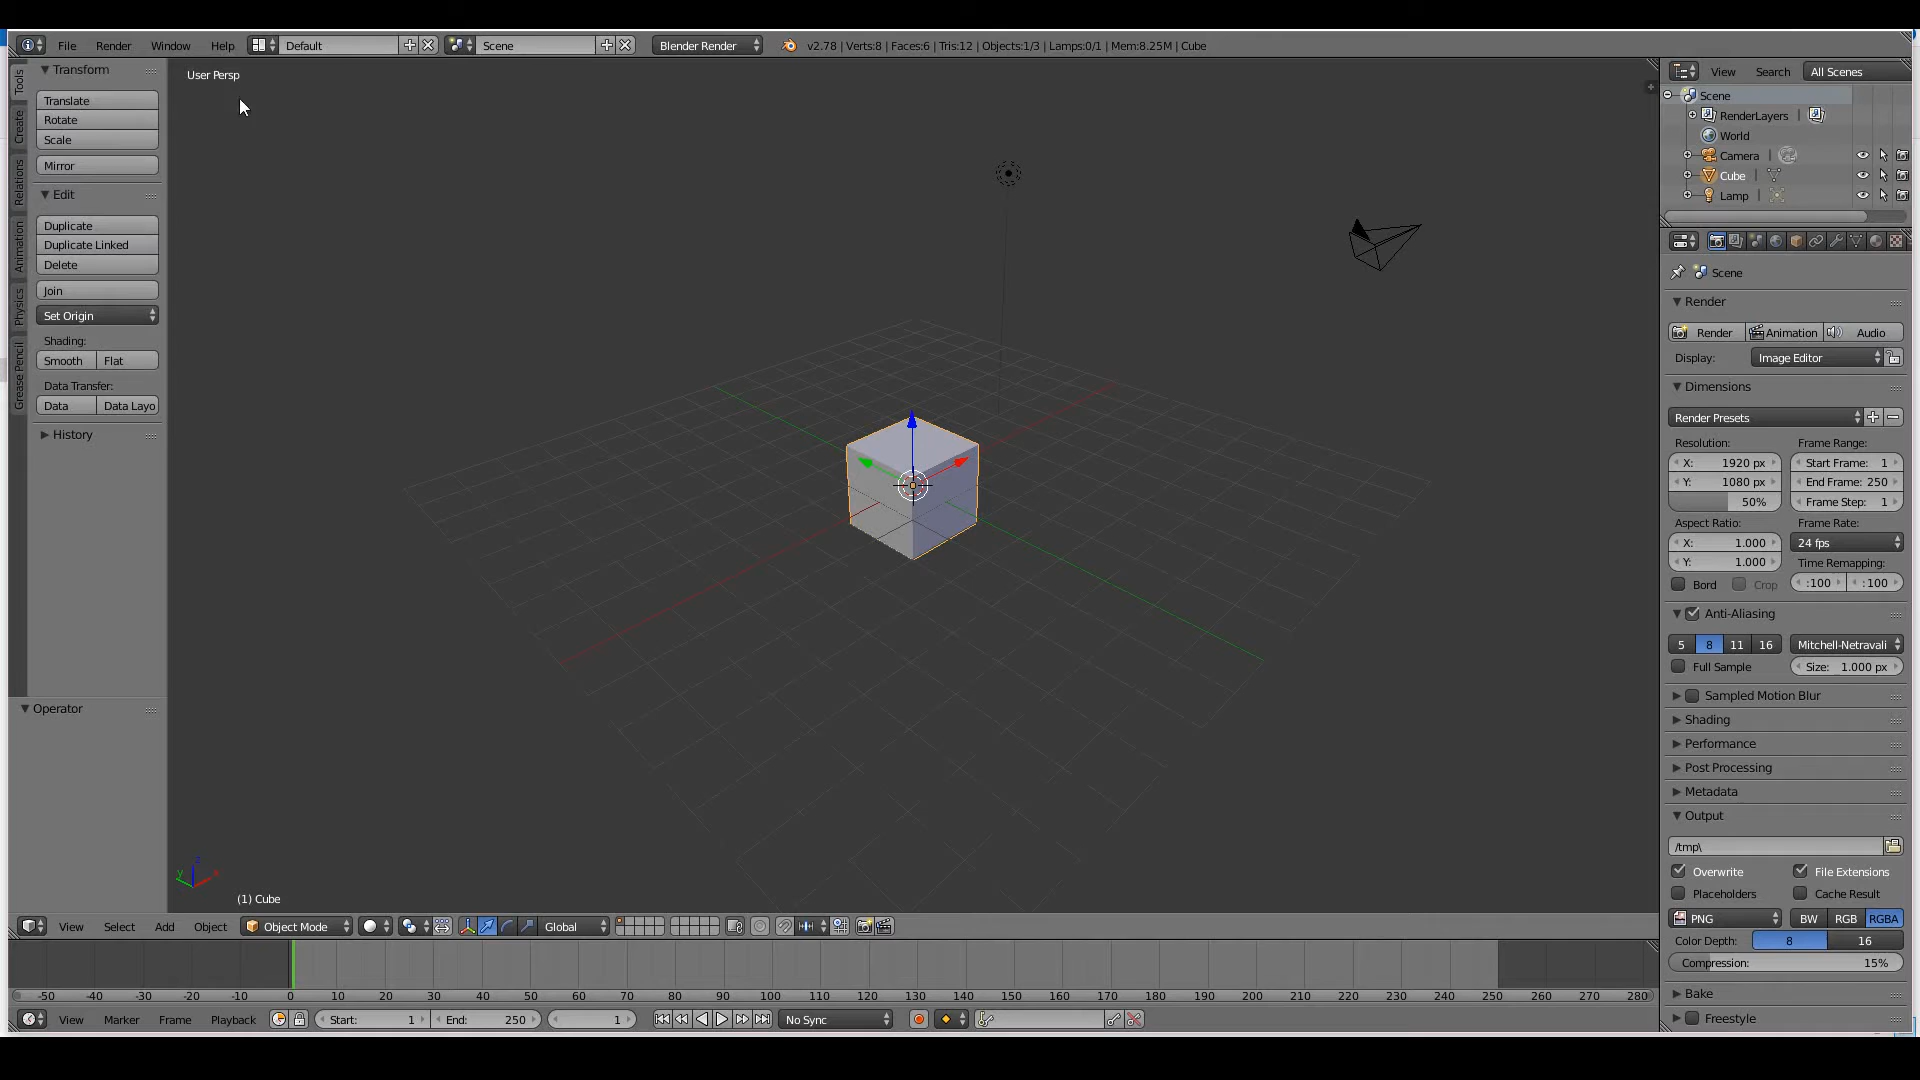 File Render Window Help Default Scene Blender Render v2.78 | Verts:8 | Faces:6 | Tris:12 | Objects:1/3 | Lamps:0/1 | Mem:8.25M | Cube
Tools
Create
Relations
Animation
Physics
Grease Pencil
Transform
Translate
Rotate
Scale
Mirror
Edit
Duplicate
Duplicate Linked
Delete
Join
Set Origin
Shading:
Smooth Flat
Data Transfer:
Data Data Layo
History
Operator
User Persp
z
y x
(1) Cube
View Select Add Object Object Mode Global
-50 -40 -30 -20 -10 0 10 20 30 40 50 60 70 80 90 100 110 120 130 140 150 160 170 180 190 200 210 220 230 240 250 260 270 280
View Marker Frame Playback Start: 1 End: 250 1 No Sync
View Search All Scenes
Scene
RenderLayers
World
Camera
Cube
Lamp
Scene
Render
Render Animation Audio
Display: Image Editor
Dimensions
Render Presets
Resolution: Frame Range:
X: 1920 px Start Frame: 1
Y: 1080 px End Frame: 250
50% Frame Step: 1
Aspect Ratio: Frame Rate:
X: 1.000 24 fps
Y: 1.000 Time Remapping:
Bord Crop :100 :100
Anti-Aliasing
5 8 11 16 Mitchell-Netravali
Full Sample Size: 1.000 px
Sampled Motion Blur
Shading
Performance
Post Processing
Metadata
Output
/tmp\
Overwrite File Extensions
Placeholders Cache Result
PNG BW RGB RGBA
Color Depth: 8 16
Compression: 15%
Bake
Freestyle